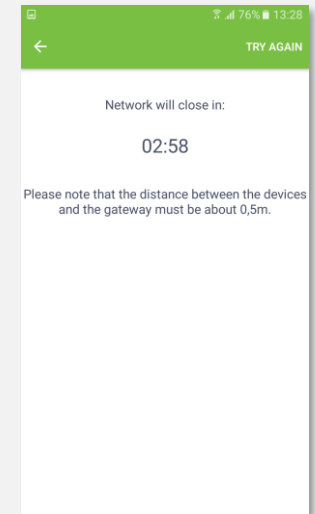 76% 13:28
TRY AGAIN
Network will close in:
02:58
Please note that the distance between the devices
and the gateway must be about 0,5m.